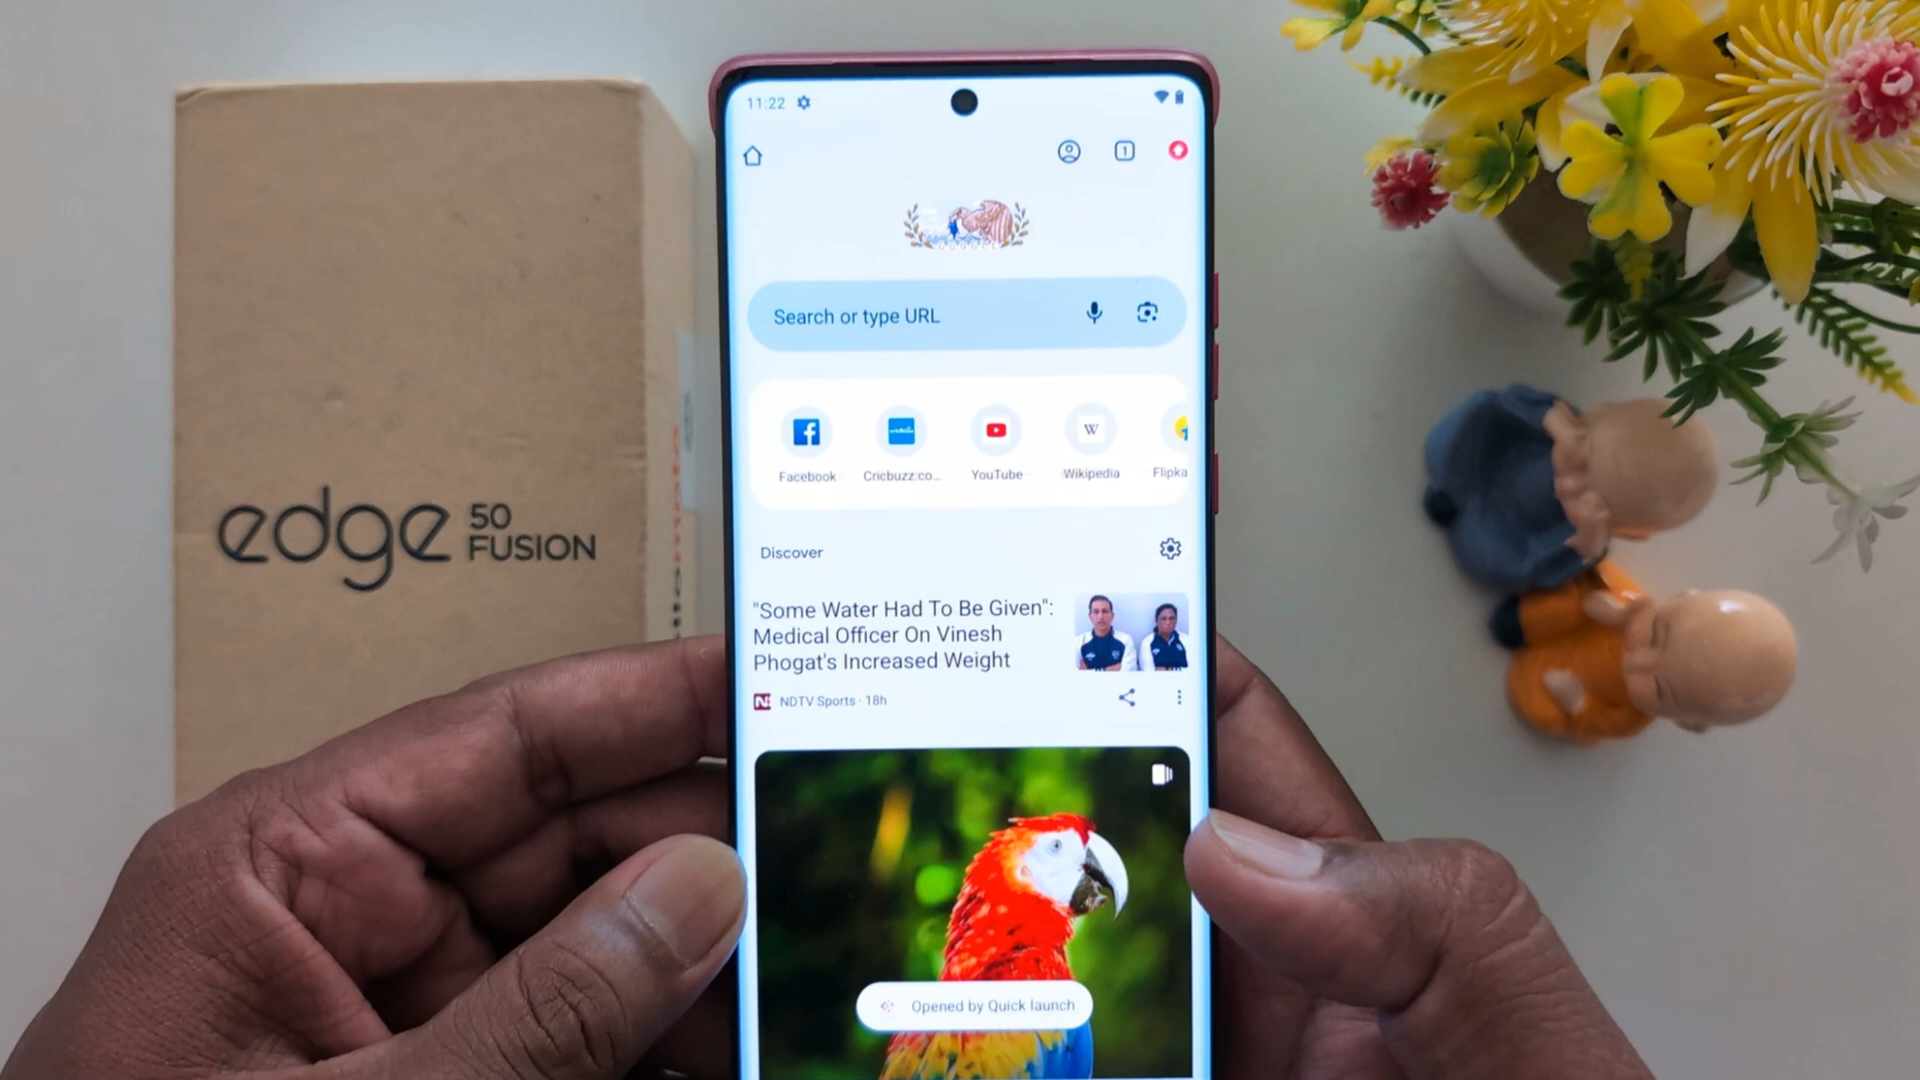 edge 50 FUSION
11:22
1
Search or type URL
Facebook
Cricbuzz.co...
YouTube
W
Wikipedia
Flipka
Discover
"Some Water Had To Be Given":
Medical Officer On Vinesh
Phogat's Increased Weight
N
NDTV Sports · 18h
Opened by Quick launch